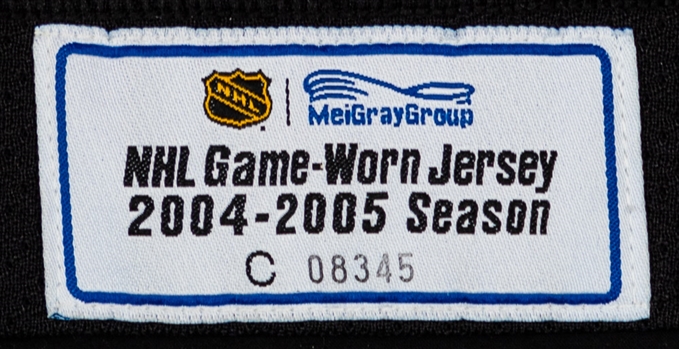 NHL
MeiGrayGroup
NHL Game-Worn Jersey
2004-2005 Season
C 08345